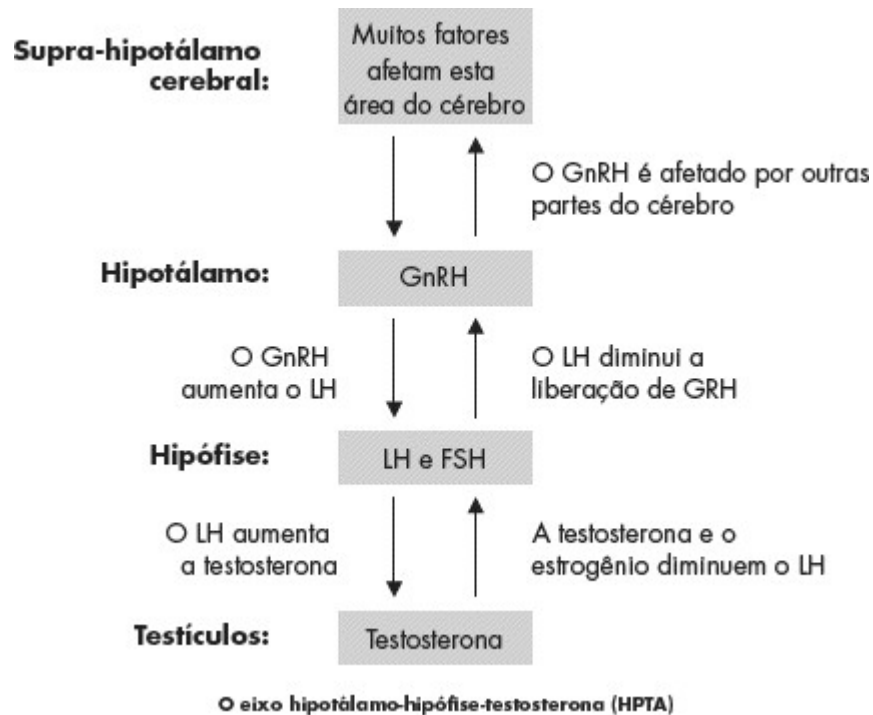 Supra-hipotálamo
cerebral:
Muitos fatores
afetam esta
área do cérebro
O GnRH é afetado por outras
partes do cérebro
Hipotálamo:
GnRH
O GnRH
aumenta o LH
O LH diminui a
liberação de GRH
Hipófise:
LH e FSH
O LH aumenta
a testosterona
A testosterona e o
estrogênio diminuem o LH
Testículos:
Testosterona
O eixo hipotálamo-hipófise-testosterona (HPTA)